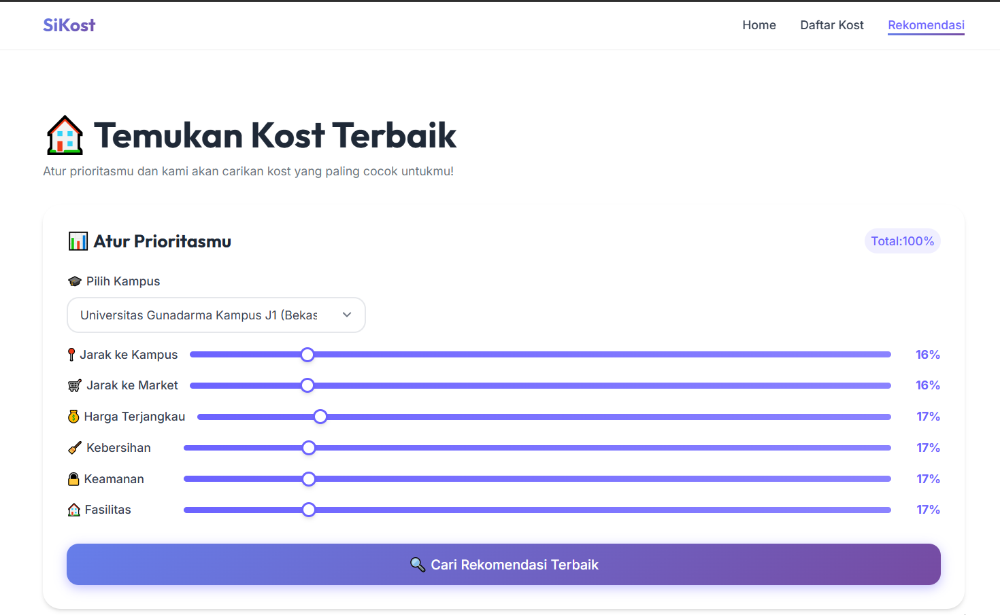 SiKost
Home
Daftar Kost
Rekomendasi
Temukan Kost Terbaik
Atur prioritasmu dan kami akan carikan kost yang paling cocok untukmu!
Atur Prioritasmu
Total:100%
Pilih Kampus
Universitas Gunadarma Kampus J1 (Bekas
Jarak ke Kampus 16%
Jarak ke Market 16%
Harga Terjangkau 17%
Kebersihan 17%
Keamanan 17%
Fasilitas 17%
Cari Rekomendasi Terbaik